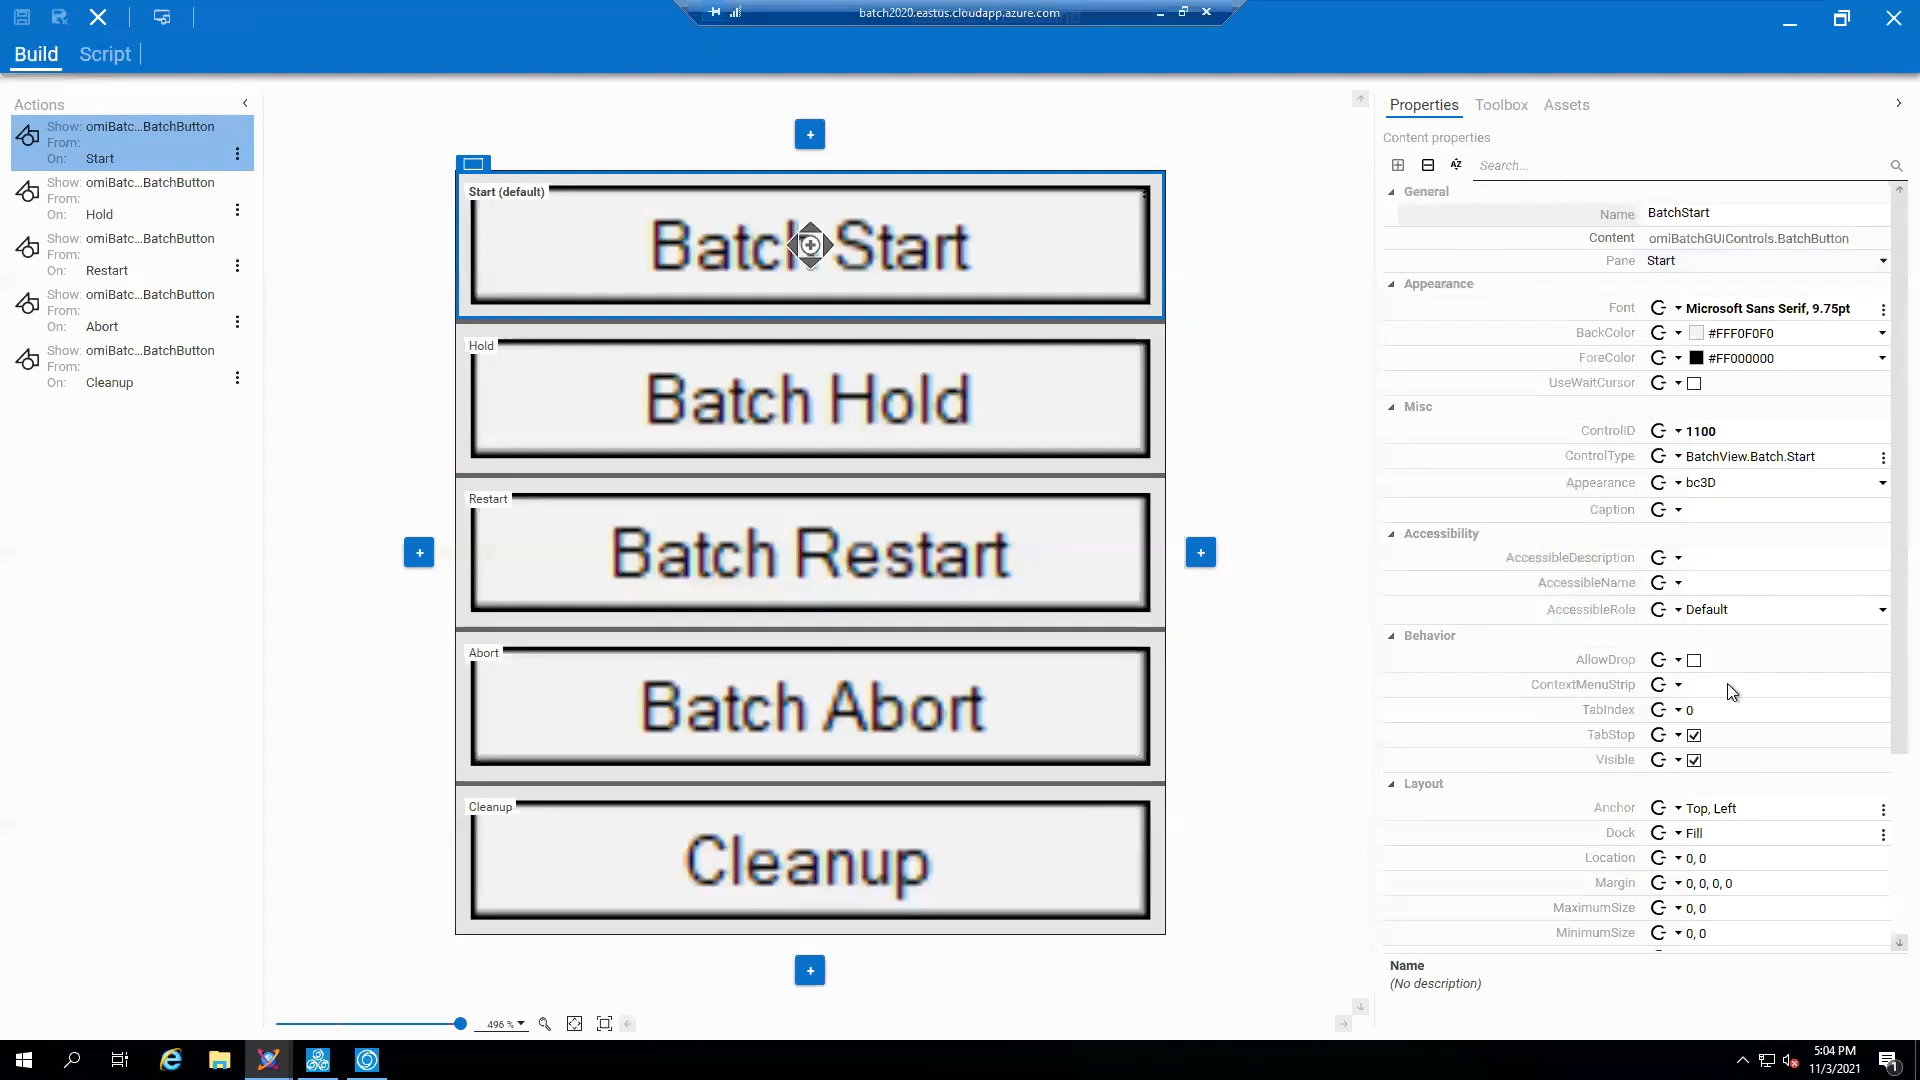 batch2020.eastus.cloudapp.azure.com
Build Script
Actions
Show: omiBatc...BatchButton
From:
On: Start
Show: omiBatc...BatchButton
From:
On: Hold
Show: omiBatc...BatchButton
From:
On: Restart
Show: omiBatc...BatchButton
From:
On: Abort
Show: omiBatc...BatchButton
From:
On: Cleanup
Start (default)
Batch Start
Hold
Batch Hold
Restart
Batch Restart
Abort
Batch Abort
Cleanup
Cleanup
496 %
Properties Toolbox Assets
Content properties
Search...
General
Name BatchStart
Content omiBatchGUIControls.BatchButton
Pane Start
Appearance
Font Microsoft Sans Serif, 9.75pt
BackColor #FFF0F0F0
ForeColor #FF000000
UseWaitCursor
Misc
ControlID 1100
ControlType BatchView.Batch.Start
Appearance bc3D
Caption
Accessibility
AccessibleDescription
AccessibleName
AccessibleRole Default
Behavior
AllowDrop
ContextMenuStrip
TabIndex 0
TabStop
Visible
Layout
Anchor Top, Left
Dock Fill
Location 0, 0
Margin 0, 0, 0, 0
MaximumSize 0, 0
MinimumSize 0, 0
Name
(No description)
5:04 PM
11/3/2021
1